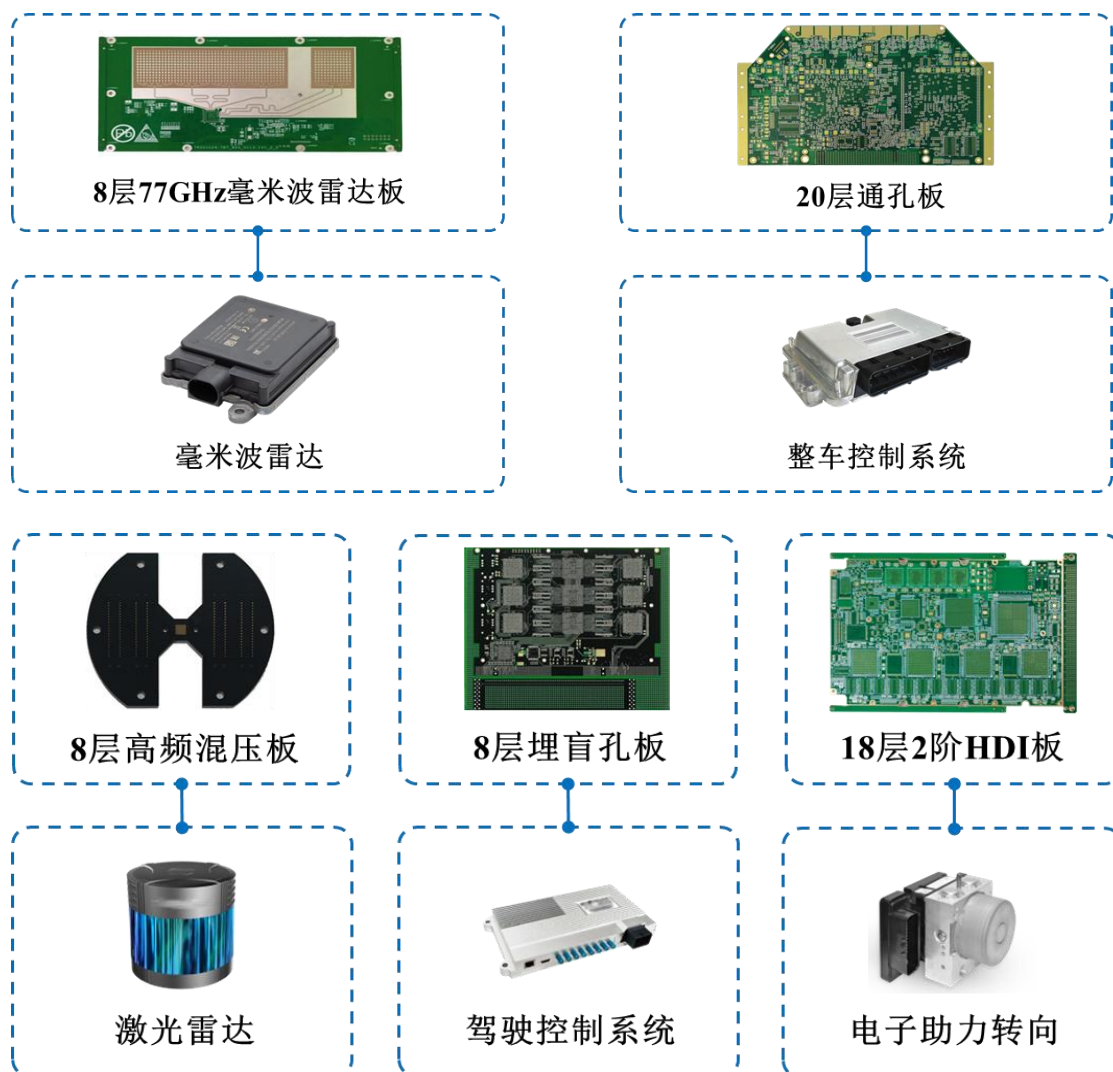 8层77GHz毫米波雷达板
20层通孔板
毫米波雷达
整车控制系统
8层高频混压板
8层埋盲孔板
18层2阶HDI板
激光雷达
驾驶控制系统
电子助力转向